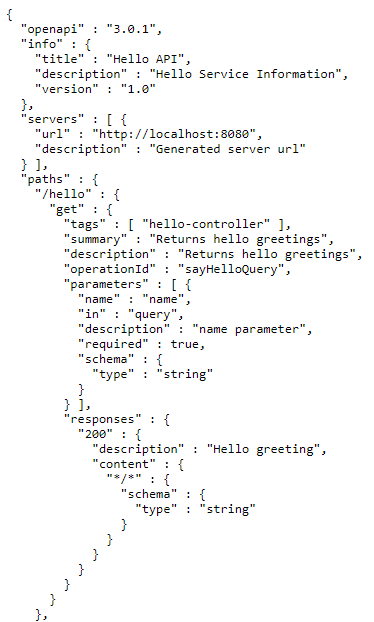 {
  "openapi" : "3.0.1",
  "info" : {
    "title" : "Hello API",
    "description" : "Hello Service Information",
    "version" : "1.0"
  },
  "servers" : [ {
    "url" : "http://localhost:8080",
    "description" : "Generated server url"
  } ],
  "paths" : {
    "/hello" : {
      "get" : {
        "tags" : [ "hello-controller" ],
        "summary" : "Returns hello greetings",
        "description" : "Returns hello greetings",
        "operationId" : "sayHelloQuery",
        "parameters" : [ {
          "name" : "name",
          "in" : "query",
          "description" : "name parameter",
          "required" : true,
          "schema" : {
            "type" : "string"
          }
        } ],
        "responses" : {
          "200" : {
            "description" : "Hello greeting",
            "content" : {
              "*/*" : {
                "schema" : {
                  "type" : "string"
                }
              }
            }
          }
        }
      }
    },